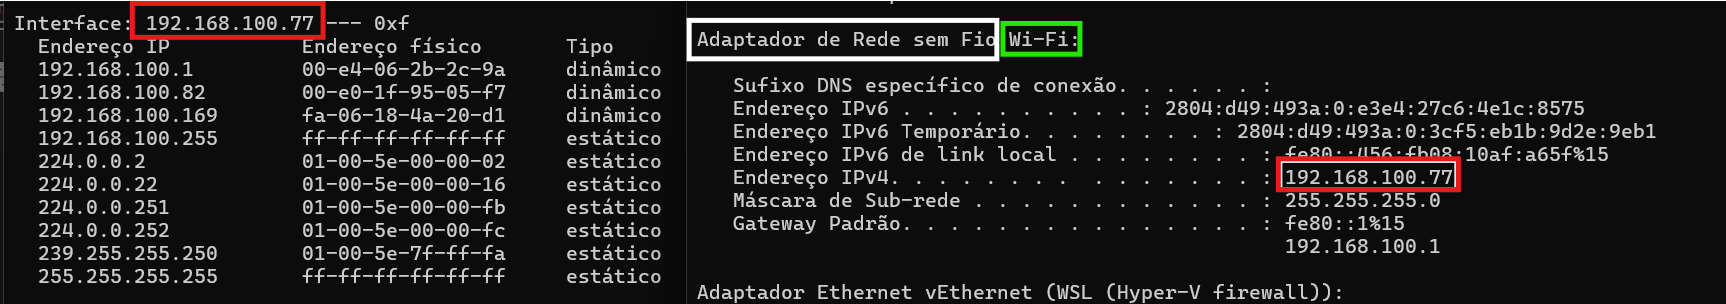 Interface: 192.168.100.77 --- 0xf
Endereço IP Endereço físico Tipo
192.168.100.1 00-e4-06-2b-2c-9a dinâmico
192.168.100.82 00-e0-1f-95-05-f7 dinâmico
192.168.100.169 fa-06-18-4a-20-d1 dinâmico
192.168.100.255 ff-ff-ff-ff-ff-ff estático
224.0.0.2 01-00-5e-00-00-02 estático
224.0.0.22 01-00-5e-00-00-16 estático
224.0.0.251 01-00-5e-00-00-fb estático
224.0.0.252 01-00-5e-00-00-fc estático
239.255.255.250 01-00-5e-7f-ff-fa estático
255.255.255.255 ff-ff-ff-ff-ff-ff estático
Adaptador de Rede sem Fio Wi-Fi:
Sufixo DNS específico de conexão. . . . . . :
Endereço IPv6 . . . . . . . . . . : 2804:d49:493a:0:e3e4:27c6:4e1c:8575
Endereço IPv6 Temporário. . . . . . . . : 2804:d49:493a:0:3cf5:eb1b:9d2e:9eb1
Endereço IPv6 de link local . . . . . . . . : fe80::456:fb08:10af:a65f%15
Endereço IPv4. . . . . . . . . . . . . . . : 192.168.100.77
Máscara de Sub-rede . . . . . . . . . . . . : 255.255.255.0
Gateway Padrão. . . . . . . . . . . . . . . : fe80::1%15
192.168.100.1
Adaptador Ethernet vEthernet (WSL (Hyper-V firewall)):